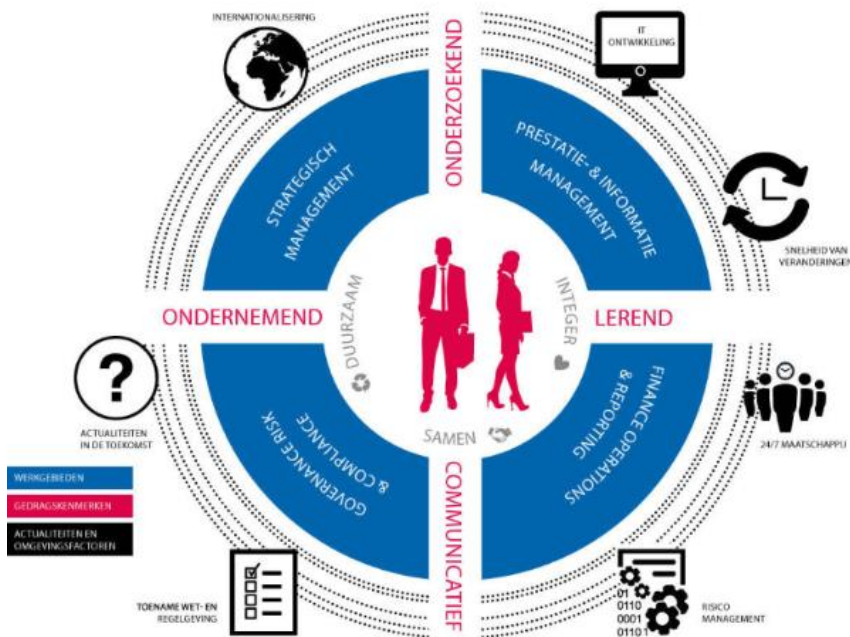 INTERNATIONALISERING
ONDERZOEKEND
IT
ONTWIKKELING
STRATEGISCH
MANAGEMENT
PRESTATIE- & INFORMATIE
MANAGEMENT
SNELHEID VAN
VERANDERINGEN
DUURZAAM
INTEGER
ONDERNEMEND
LEREND
?
ACTUALITEITEN
IN DE TOEKOMST
SAMEN
GOVERNANCE RISK
& COMPLIANCE
FINANCE OPERATIONS
& REPORTING
24/7 MAATSCHAPPIJ
WERKGEBIEDEN
GEDRAGSKENMERKEN
ACTUALITEITEN EN
OMGEVINGSFACTOREN
COMMUNICATIEF
TOENAME WET- EN
REGELGEVING
01
0110
0001
01101
RISICO
MANAGEMENT